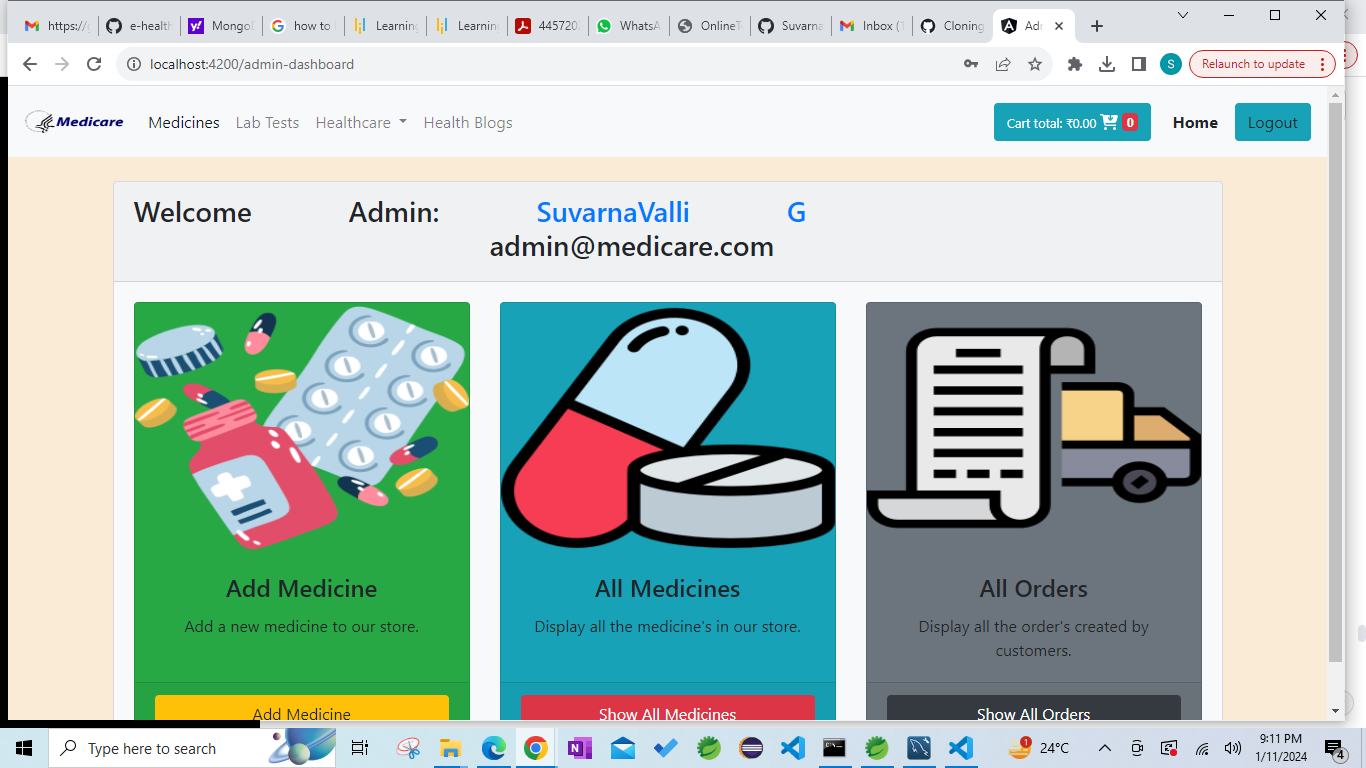 https://g
e-health
Mongol
how to
Learning
Learning
445720
WhatsA
OnlineT
Suvarna
Inbox (1
Cloning
Adr
localhost:4200/admin-dashboard
S
Relaunch to update
Medicare
Medicines
Lab Tests
Healthcare
Health Blogs
Cart total: ₹0.00
0
Home
Logout
Welcome Admin: SuvarnaValli G
admin@medicare.com
Add Medicine
Add a new medicine to our store.
Add Medicine
All Medicines
Display all the medicine's in our store.
Show All Medicines
All Orders
Display all the order's created by
customers.
Show All Orders
Type here to search
1
24°C
9:11 PM
1/11/2024
4